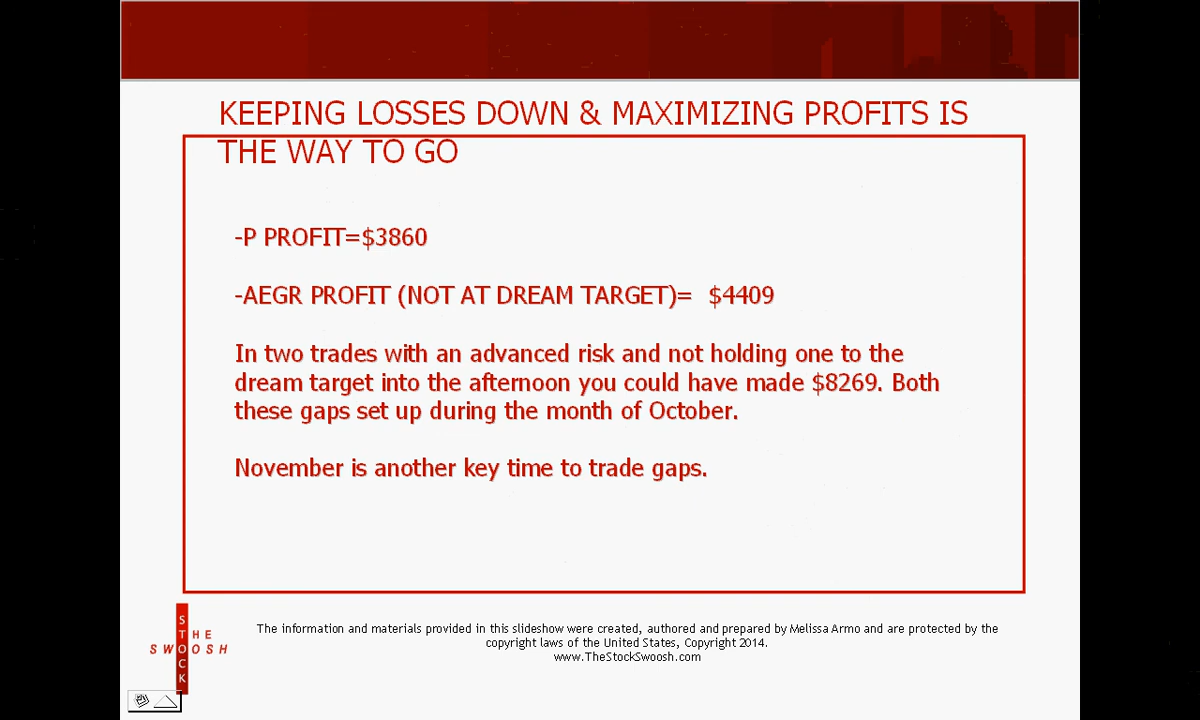 KEEPING LOSSES DOWN & MAXIMIZING PROFITS IS
THE WAY TO GO
-P PROFIT=$3860
-AEGR PROFIT (NOT AT DREAM TARGET)= $4409
In two trades with an advanced risk and not holding one to the
dream target into the afternoon you could have made $8269. Both
these gaps set up during the month of October.
November is another key time to trade gaps.
THE
STOCK
SWOOSH
The information and materials provided in this slideshow were created, authored and prepared by Melissa Armo and are protected by the
copyright laws of the United States, Copyright 2014.
www.TheStockSwoosh.com